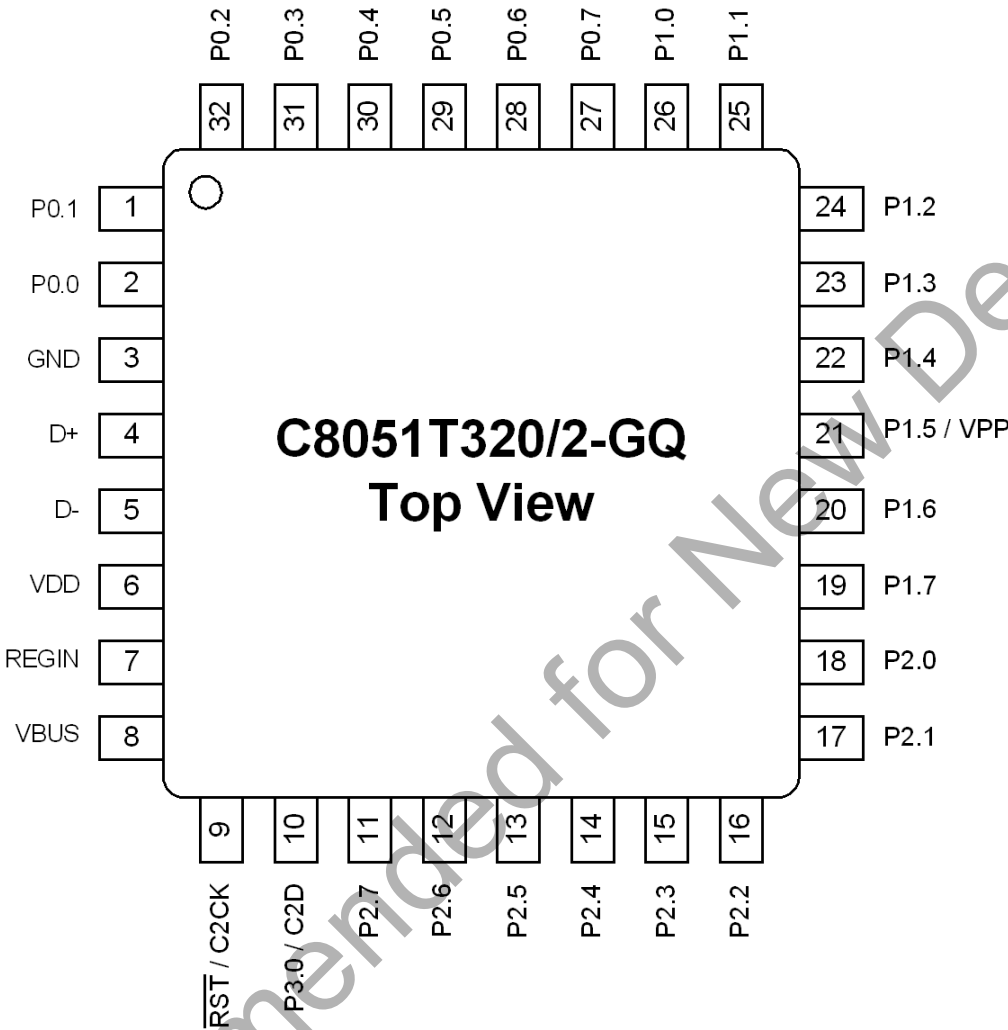 P0.2 P0.3 P0.4 P0.5 P0.6 P0.7 P1.0 P1.1
32 31 30 29 28 27 26 25
P0.1 1
P0.0 2
GND 3
D+ 4
D- 5
VDD 6
REGIN 7
VBUS 8
C8051T320/2-GQ
Top View
24 P1.2
23 P1.3
22 P1.4
21 P1.5 / VPP
20 P1.6
19 P1.7
18 P2.0
17 P2.1
9 10 11 12 13 14 15 16
RST / C2CK P3.0 / C2D P2.7 P2.6 P2.5 P2.4 P2.3 P2.2
for New